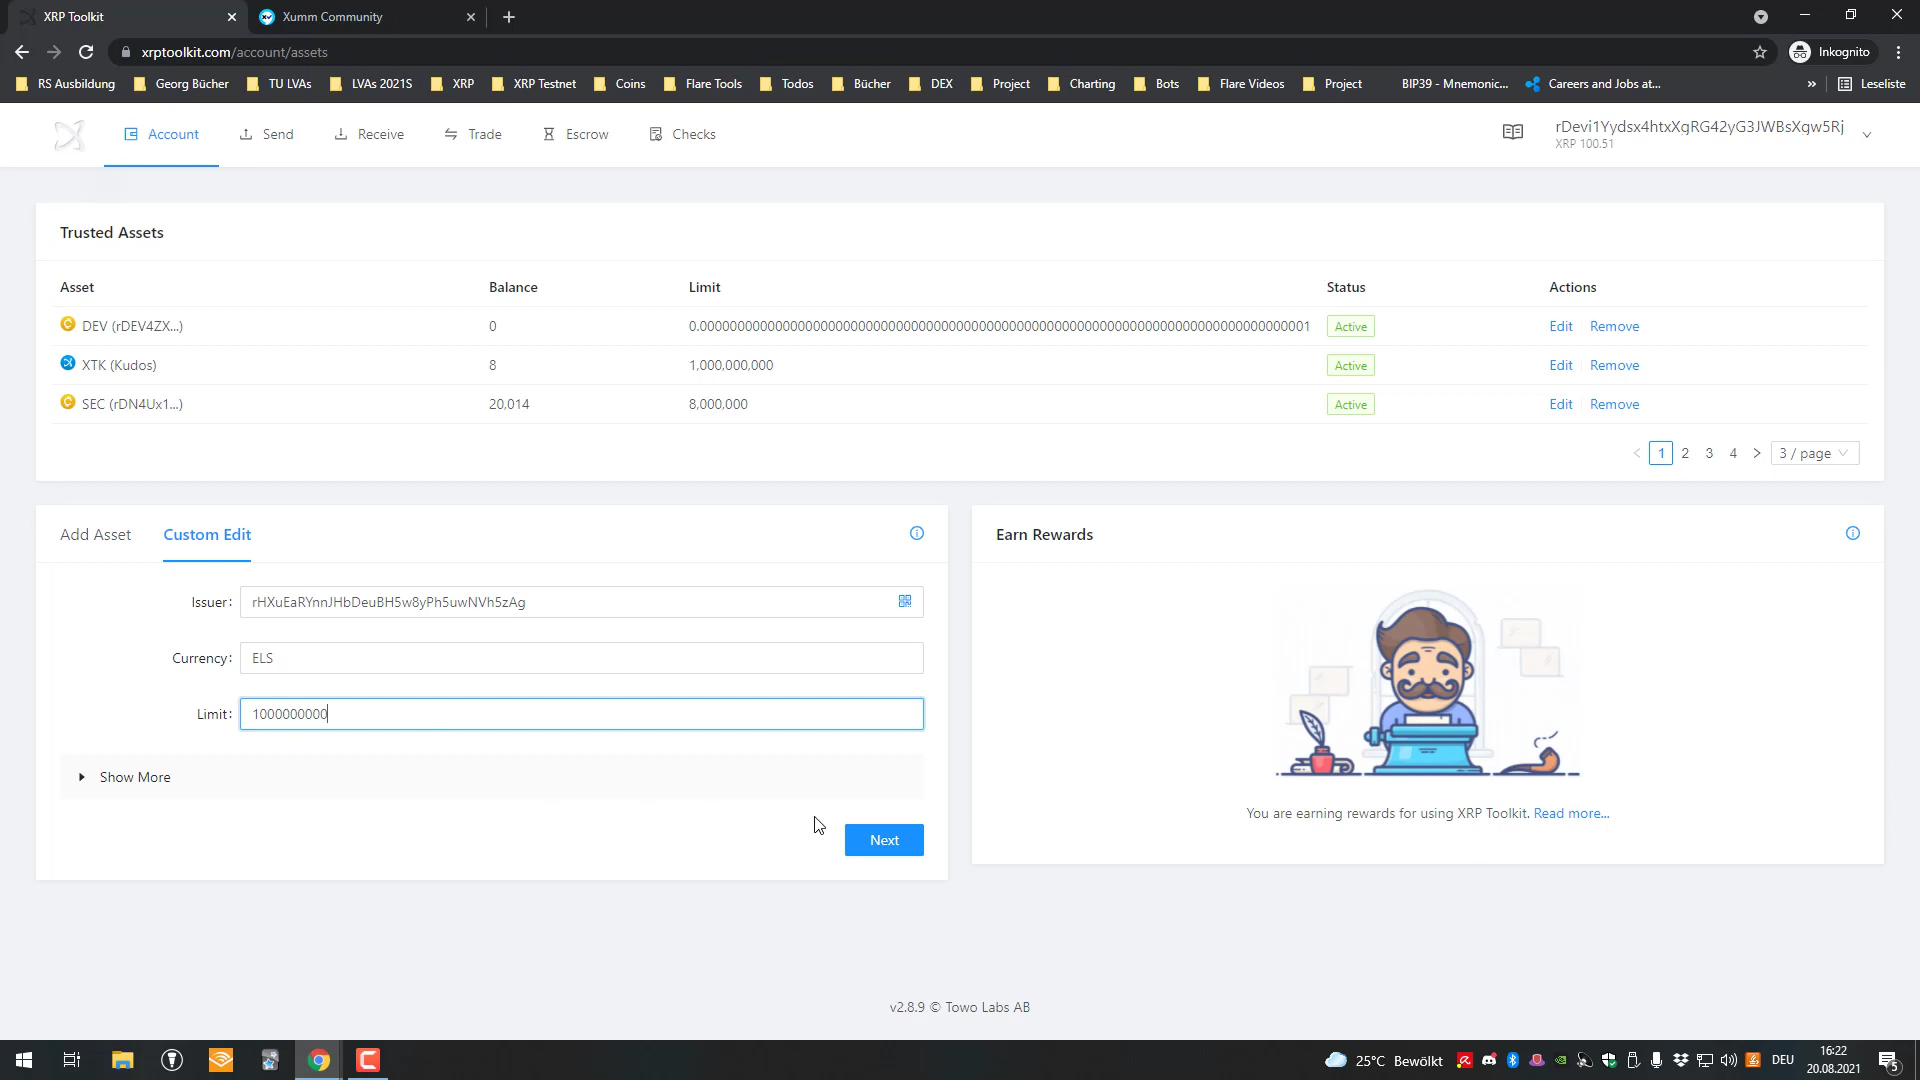 XRP Toolkit
Xumm Community
xrptoolkit.com/account/assets
Inkognito
RS Ausbildung
Georg Bücher
TU LVAs
LVAs 2021S
XRP
XRP Testnet
Coins
Flare Tools
Todos
Bücher
DEX
Project
Charting
Bots
Flare Videos
Project
BIP39 - Mnemonic...
Careers and Jobs at...
»
Leseliste
Account
Send
Receive
Trade
Escrow
Checks
rDevi1Yydsx4htxXgRG42yG3JWBsXgw5Rj
XRP 100.51
Trusted Assets
Asset Balance Limit Status Actions
DEV (rDEV4ZX...) 0 Active Edit Remove
XTK (Kudos) 8 1,000,000,000 Active Edit Remove
SEC (rDN4Ux1...) 20,014 8,000,000 Active Edit Remove
< 1 2 3 4 > 3 / page
Add Asset
Custom Edit
Issuer: rHXuEaRYnnJHbDeuBH5w8yPh5uwNVh5zAg
Currency: ELS
Limit: 1000000000
Show More
Next
Earn Rewards
You are earning rewards for using XRP Toolkit. Read more...
v2.8.9 © Towo Labs AB
25°C Bewölkt
DEU
16:22
20.08.2021
5